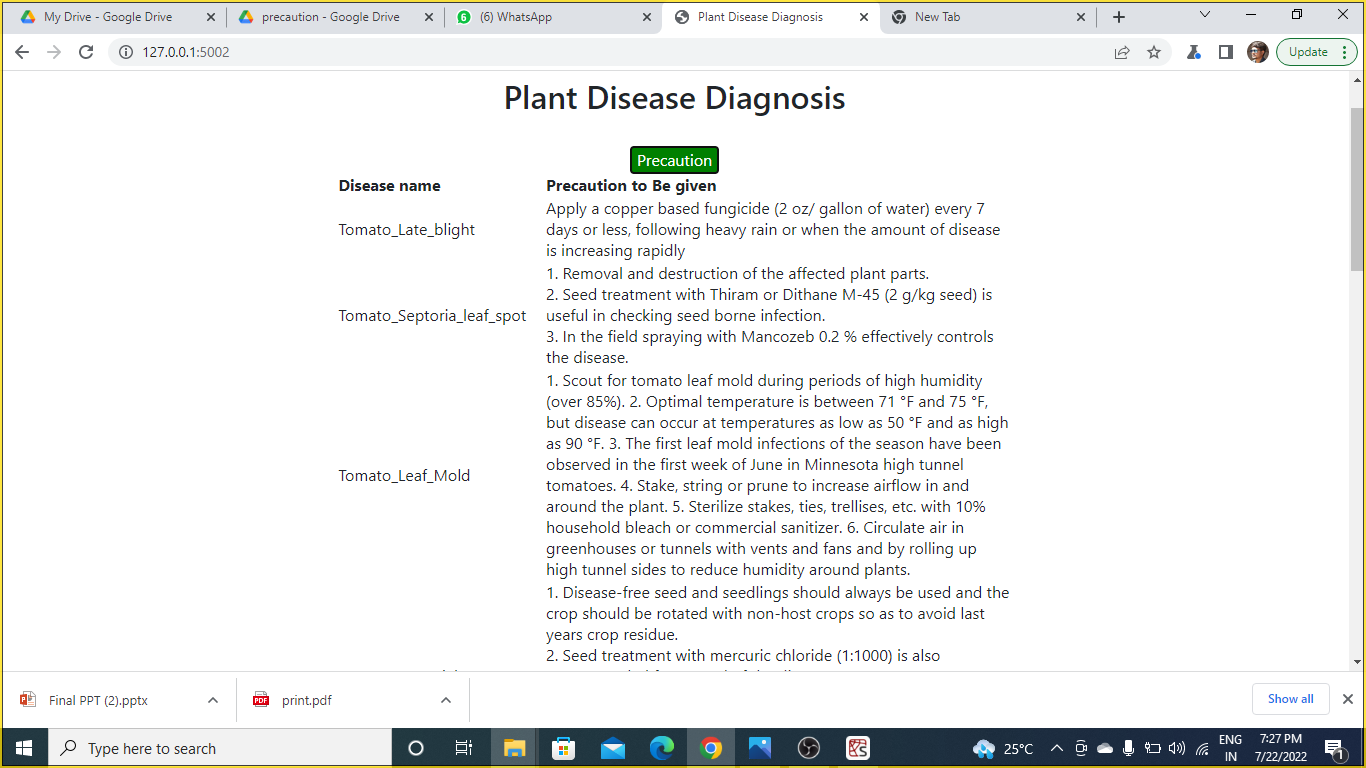 My Drive - Google Drive
precaution - Google Drive
(6) WhatsApp
Plant Disease Diagnosis
New Tab
127.0.0.1:5002
Update
Plant Disease Diagnosis
Precaution
Disease name Precaution to Be given
Apply a copper based fungicide (2 oz/ gallon of water) every 7
Tomato_Late_blight days or less, following heavy rain or when the amount of disease
is increasing rapidly
1. Removal and destruction of the affected plant parts.
2. Seed treatment with Thiram or Dithane M-45 (2 g/kg seed) is
Tomato_Septoria_leaf_spot useful in checking seed borne infection.
3. In the field spraying with Mancozeb 0.2 % effectively controls
the disease.
1. Scout for tomato leaf mold during periods of high humidity
(over 85%). 2. Optimal temperature is between 71 °F and 75 °F,
but disease can occur at temperatures as low as 50 °F and as high
as 90 °F. 3. The first leaf mold infections of the season have been
observed in the first week of June in Minnesota high tunnel
Tomato_Leaf_Mold tomatoes. 4. Stake, string or prune to increase airflow in and
around the plant. 5. Sterilize stakes, ties, trellises, etc. with 10%
household bleach or commercial sanitizer. 6. Circulate air in
greenhouses or tunnels with vents and fans and by rolling up
high tunnel sides to reduce humidity around plants.
1. Disease-free seed and seedlings should always be used and the
crop should be rotated with non-host crops so as to avoid last
years crop residue.
2. Seed treatment with mercuric chloride (1:1000) is also
Final PPT (2).pptx
PDF
print.pdf
Show all
Type here to search
25°C
ENG
IN
7:27 PM
7/22/2022
1